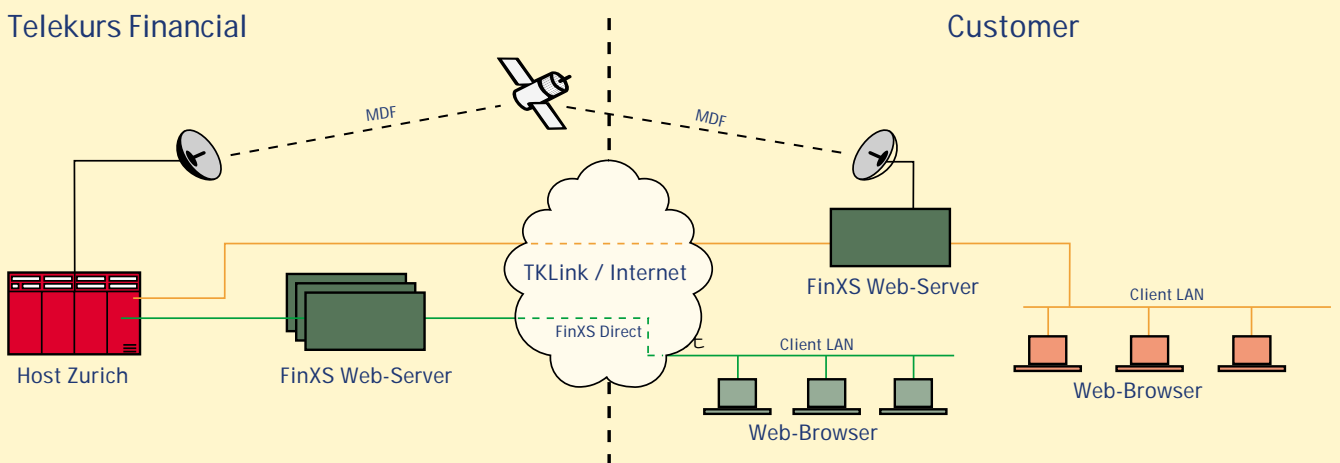 Telekurs Financial
Customer
MDF
MDF
TKLink / Internet
FinXS Web-Server
Client LAN
FinXS Direct
Client LAN
Host Zurich
FinXS Web-Server
Web-Browser
Web-Browser